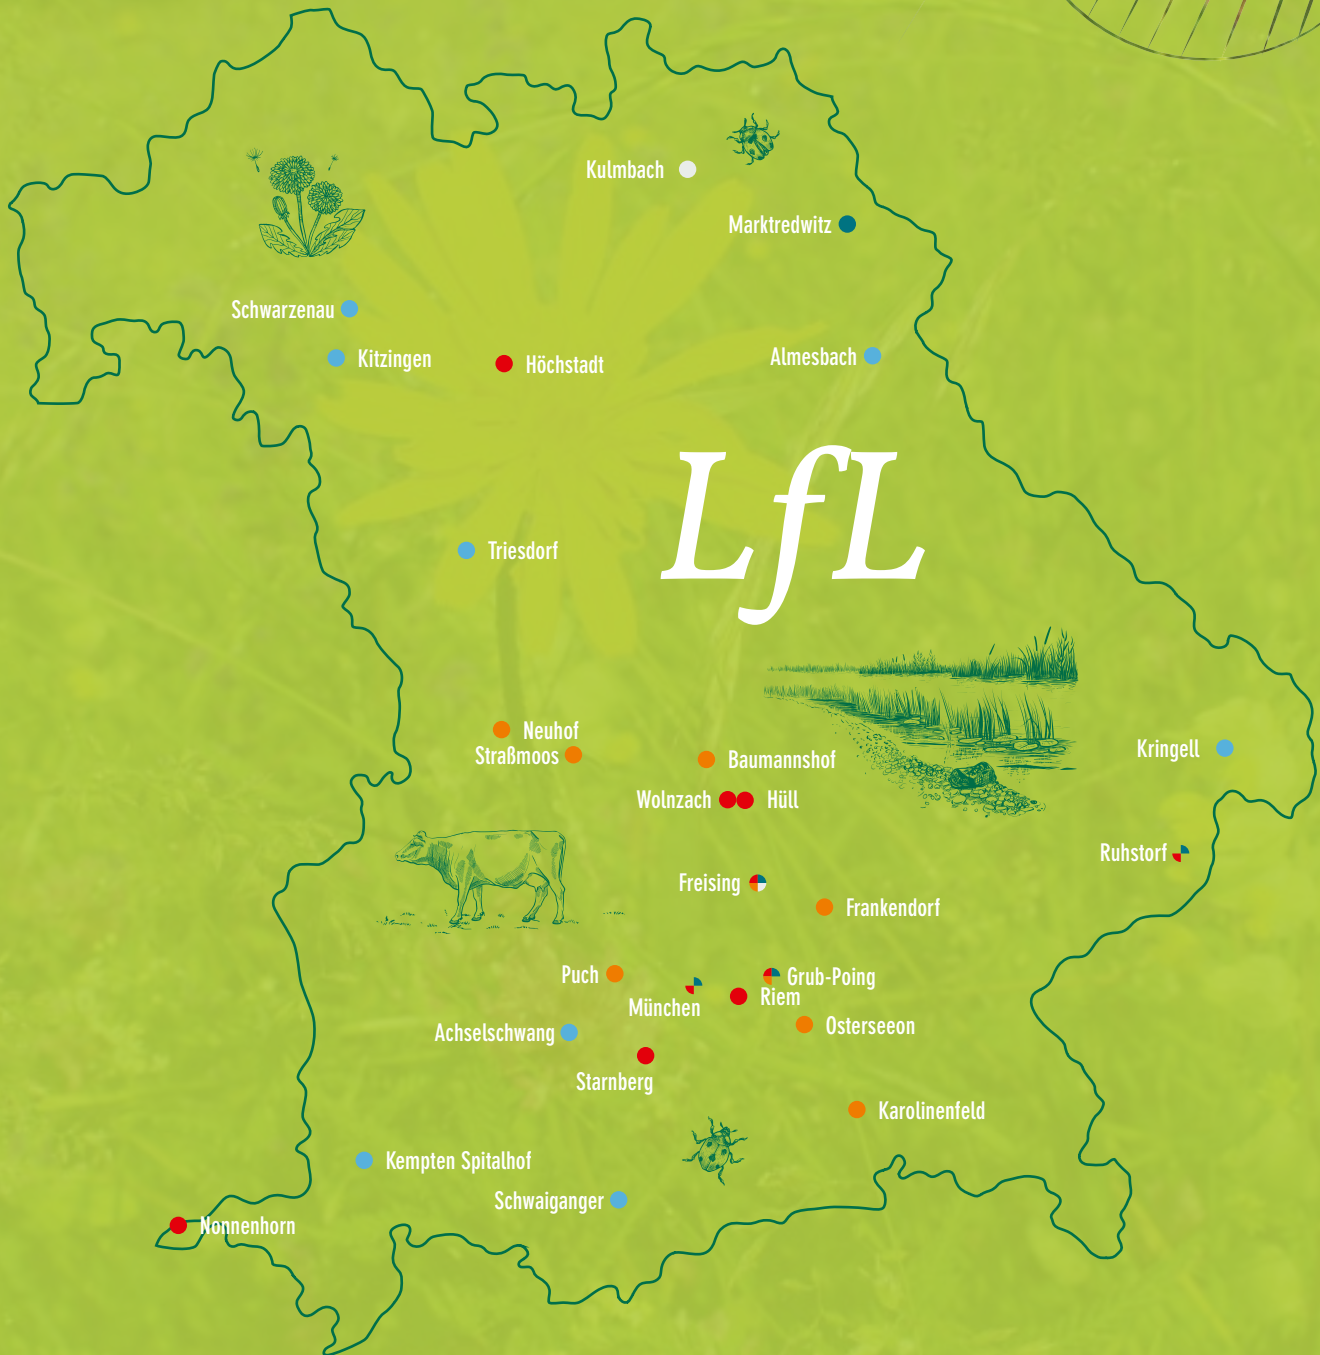 Kulmbach
Marktredwitz
Schwarzenau
Kitzingen
Höchstadt
Almesbach
LfL
Triesdorf
Neuhof
Straßmoos
Baumannshof
Kringell
Wolnzach
Hüll
Ruhstorf
Freising
Frankendorf
Puch
Grub-Poing
Riem
München
Osterseeon
Achselschwang
Starnberg
Karolinenfeld
Kempten Spitalhof
Schwaiganger
Nonnenhorn